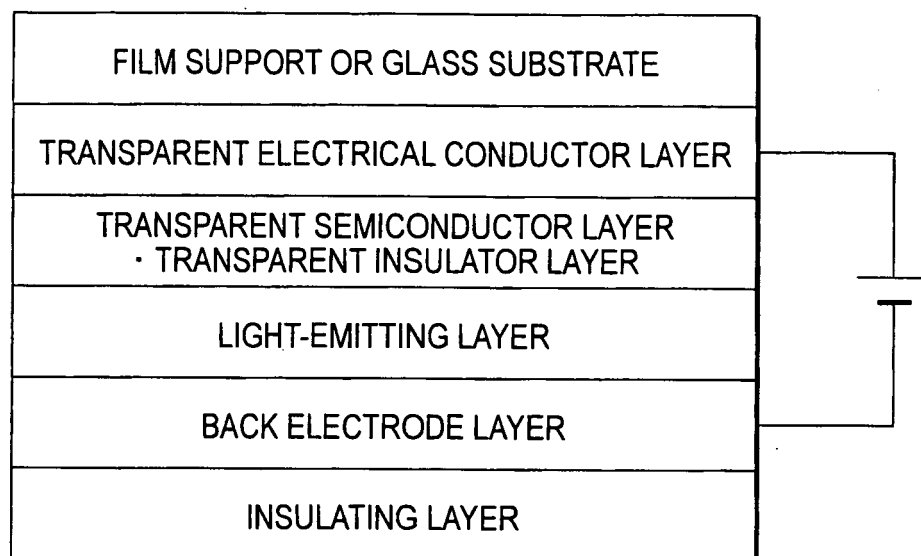 FILM SUPPORT OR GLASS SUBSTRATE
TRANSPARENT ELECTRICAL CONDUCTOR LAYER
TRANSPARENT SEMICONDUCTOR LAYER
· TRANSPARENT INSULATOR LAYER
LIGHT-EMITTING LAYER
BACK ELECTRODE LAYER
INSULATING LAYER